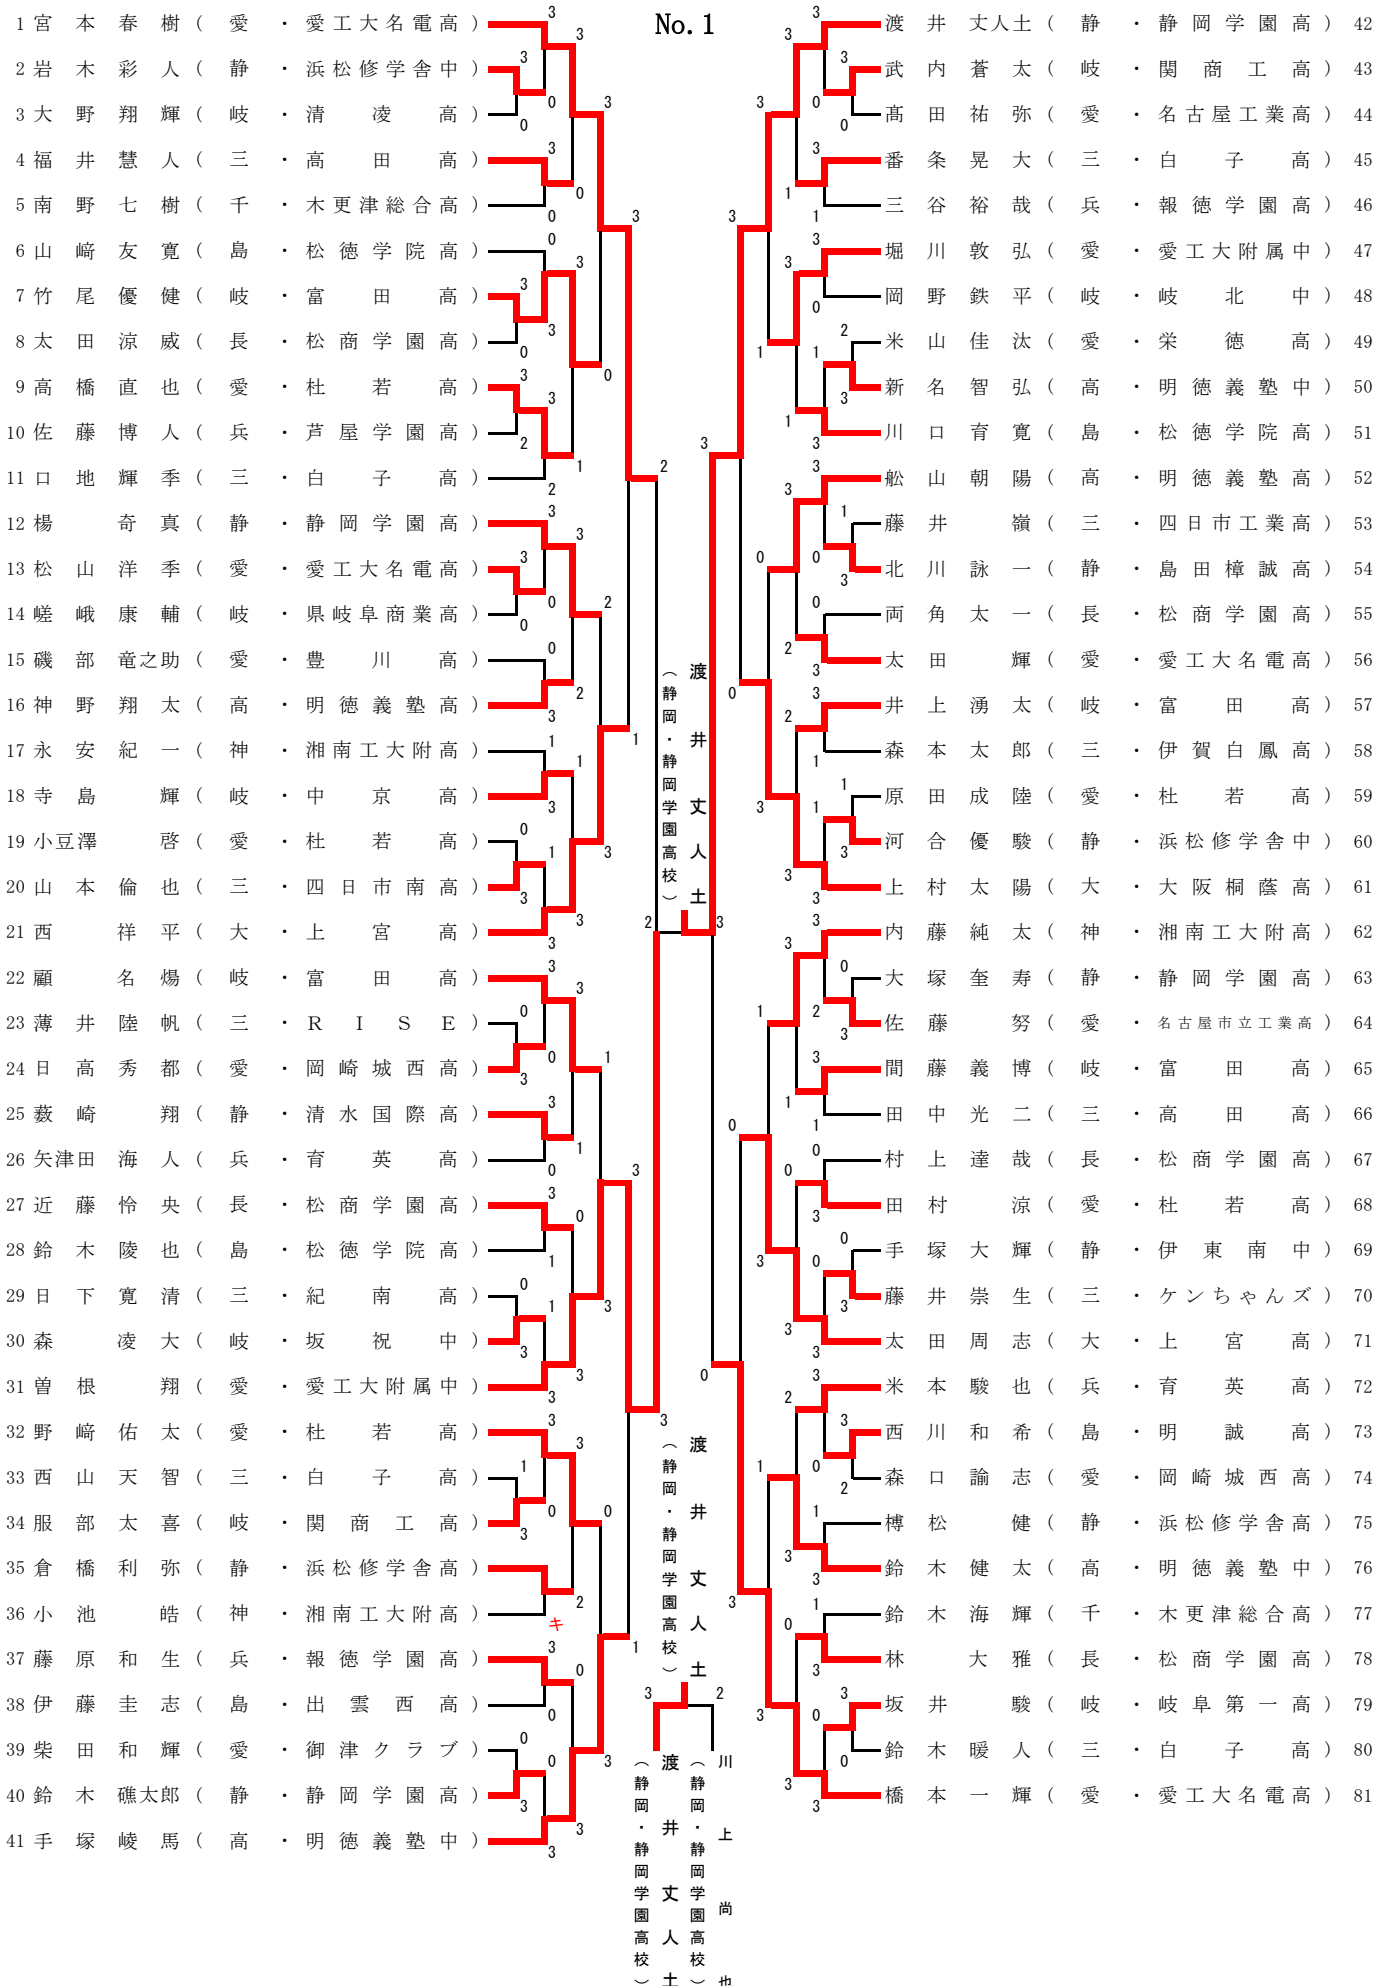 No.1
1 宮本春樹 (愛・愛工大名電高)
2 岩木彩人 (静・浜松修学舎中)
3 大野翔輝 (岐・清凌高)
4 福井慧人 (三・高田高)
5 南野七樹 (千・木更津総合高)
6 山﨑友寛 (島・松徳学院高)
7 竹尾優健 (岐・富田高)
8 太田涼威 (長・松商学園高)
9 高橋直也 (愛・杜若高)
10 佐藤博人 (兵・芦屋学園高)
11 口地輝季 (三・白子高)
12 楊奇真 (静・静岡学園高)
13 松山洋季 (愛・愛工大名電高)
14 嵯峨康輔 (岐・県岐阜商業高)
15 磯部竜之助 (愛・豊川高)
16 神野翔太 (高・明徳義塾高)
17 永安紀一 (神・湘南工大附高)
18 寺島輝 (岐・中京高)
19 小豆澤啓 (愛・杜若高)
20 山本倫也 (三・四日市南高)
21 西祥平 (大・上宮高)
22 顧名煬 (岐・富田高)
23 薄井陸帆 (三・RISE)
24 日高秀都 (愛・岡崎城西高)
25 薮崎翔 (静・清水国際高)
26 矢津田海人 (兵・育英高)
27 近藤怜央 (長・松商学園高)
28 鈴木陵也 (島・松徳学院高)
29 日下寛清 (三・紀南高)
30 森凌大 (岐・坂祝中)
31 曽根翔 (愛・愛工大附属中)
32 野﨑佑太 (愛・杜若高)
33 西山天智 (三・白子高)
34 服部太喜 (岐・関商工高)
35 倉橋利弥 (静・浜松修学舎高)
36 小池皓 (神・湘南工大附高)
キ
37 藤原和生 (兵・報徳学園高)
38 伊藤圭志 (島・出雲西高)
39 柴田和輝 (愛・御津クラブ)
40 鈴木礁太郎 (静・静岡学園高)
41 手塚崚馬 (高・明徳義塾中)
渡井丈人土 (静・静岡学園高) 42
武内蒼太 (岐・関商工高) 43
髙田祐弥 (愛・名古屋工業高) 44
番条晃大 (三・白子高) 45
三谷裕哉 (兵・報徳学園高) 46
堀川敦弘 (愛・愛工大附属中) 47
岡野鉄平 (岐・岐北中) 48
米山佳汰 (愛・栄徳高) 49
新名智弘 (高・明徳義塾中) 50
川口育寛 (島・松徳学院高) 51
舩山朝陽 (高・明徳義塾高) 52
藤井嶺 (三・四日市工業高) 53
北川詠一 (静・島田樟誠高) 54
両角太一 (長・松商学園高) 55
太田輝 (愛・愛工大名電高) 56
井上湧太 (岐・富田高) 57
森本太郎 (三・伊賀白鳳高) 58
原田成陸 (愛・杜若高) 59
河合優駿 (静・浜松修学舎中) 60
上村太陽 (大・大阪桐蔭高) 61
内藤純太 (神・湘南工大附高) 62
大塚奎寿 (静・静岡学園高) 63
佐藤努 (愛・名古屋市立工業高) 64
間藤義博 (岐・富田高) 65
田中光二 (三・高田高) 66
村上達哉 (長・松商学園高) 67
田村涼 (愛・杜若高) 68
手塚大輝 (静・伊東南中) 69
藤井崇生 (三・ケンちゃんズ) 70
太田周志 (大・上宮高) 71
米本駿也 (兵・育英高) 72
西川和希 (島・明誠高) 73
森口諭志 (愛・岡崎城西高) 74
榑松健 (静・浜松修学舎高) 75
鈴木健太 (高・明徳義塾中) 76
鈴木海輝 (千・木更津総合高) 77
林大雅 (長・松商学園高) 78
坂井駿 (岐・岐阜第一高) 79
鈴木暖人 (三・白子高) 80
橋本一輝 (愛・愛工大名電高) 81
渡井丈人土
(静岡・静岡学園高校)
渡井丈人土
(静岡・静岡学園高校)
3 2
渡井丈人土
(静岡・静岡学園高校)
川上尚也
(静岡・静岡学園高校)